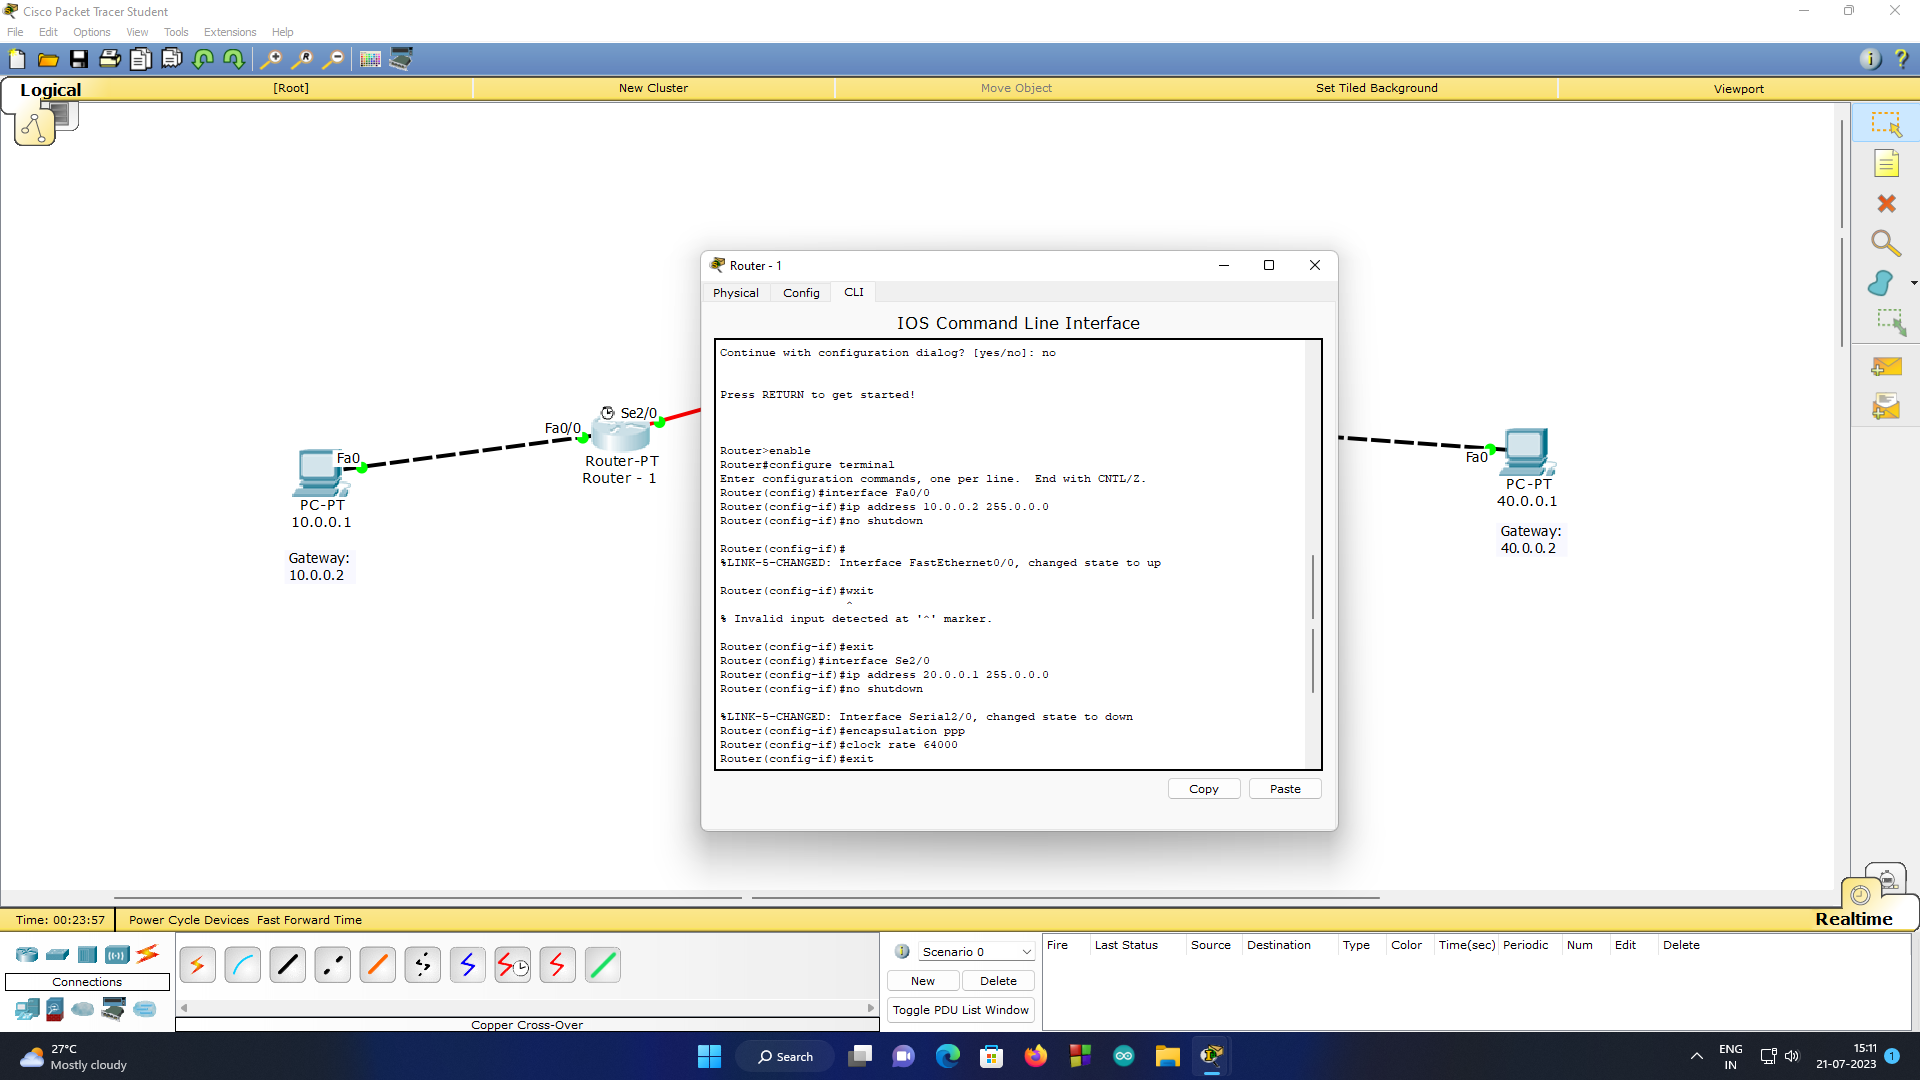 Cisco Packet Tracer Student
File Edit Options View Tools Extensions Help
Logical [Root] New Cluster Move Object Set Tiled Background Viewport
Router - 1
Physical Config CLI
IOS Command Line Interface
Continue with configuration dialog? [yes/no]: no
Press RETURN to get started!
Router>enable
Router#configure terminal
Enter configuration commands, one per line.  End with CNTL/Z.
Router(config)#interface Fa0/0
Router(config-if)#ip address 10.0.0.2 255.0.0.0
Router(config-if)#no shutdown
Router(config-if)#
%LINK-5-CHANGED: Interface FastEthernet0/0, changed state to up
Router(config-if)#wxit
^
% Invalid input detected at '^' marker.
Router(config-if)#exit
Router(config)#interface Se2/0
Router(config-if)#ip address 20.0.0.1 255.0.0.0
Router(config-if)#no shutdown
%LINK-5-CHANGED: Interface Serial2/0, changed state to down
Router(config-if)#encapsulation ppp
Router(config-if)#clock rate 64000
Router(config-if)#exit
Copy Paste
Se2/0
Fa0/0
Router-PT
Router - 1
Fa0
PC-PT
10.0.0.1
Gateway:
10.0.0.2
Fa0
PC-PT
40.0.0.1
Gateway:
40.0.0.2
Time: 00:23:57 Power Cycle Devices Fast Forward Time Realtime
Connections
Copper Cross-Over
Scenario 0
New Delete
Toggle PDU List Window
Fire Last Status Source Destination Type Color Time(sec) Periodic Num Edit Delete
27°C
Mostly cloudy
Search
ENG
IN
15:11
21-07-2023
1